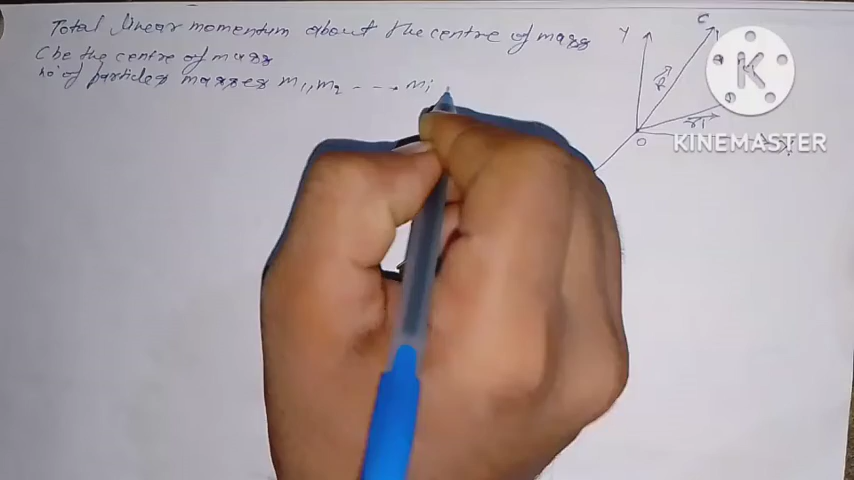 Total linear momentum about the centre of mass
C be the centre of mass
no of particles masses m1, m2 - - - mi
Y
C
R
r1
O
K
KINEMASTER